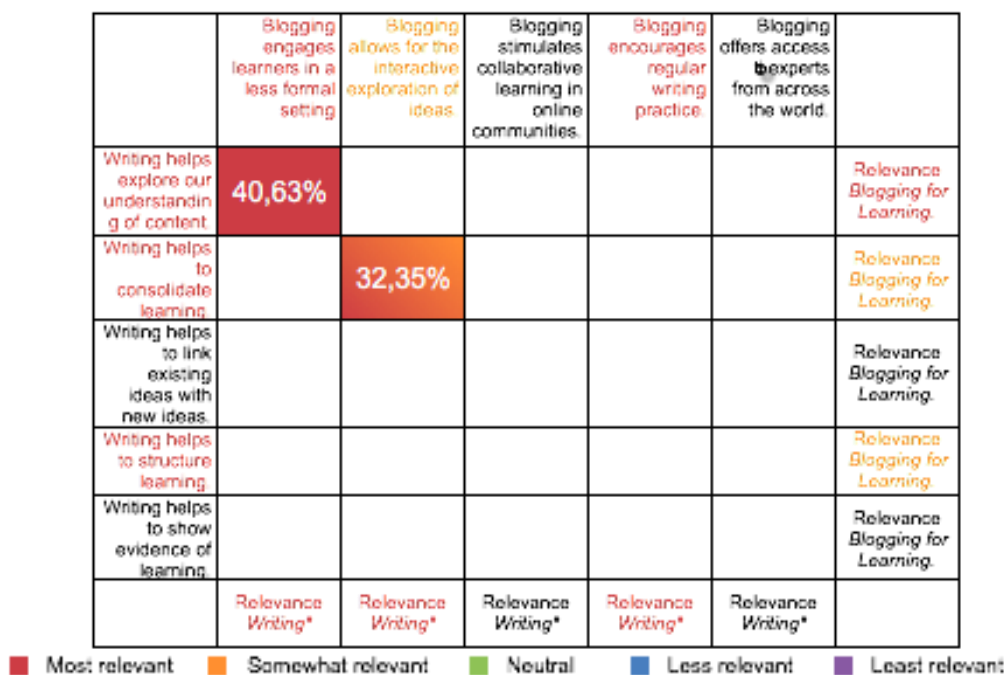 Blogging engages learners in a less formal setting
Blogging allows for the interactive exploration of ideas.
Blogging stimulates collaborative learning in online communities.
Blogging encourages regular writing practice.
Blogging offers access to experts from across the world.
Writing helps explore our understandin g of content.
40,63%
Relevance Blogging for Learning.
Writing helps to consolidate learning.
32,35%
Relevance Blogging for Learning.
Writing helps to link existing ideas with new ideas.
Relevance Blogging for Learning.
Writing helps to structure learning.
Relevance Blogging for Learning.
Writing helps to show evidence of learning.
Relevance Blogging for Learning.
Relevance Writing*
Relevance Writing*
Relevance Writing*
Relevance Writing*
Relevance Writing*
Most relevant
Somewhat relevant
Neutral
Less relevant
Least relevant